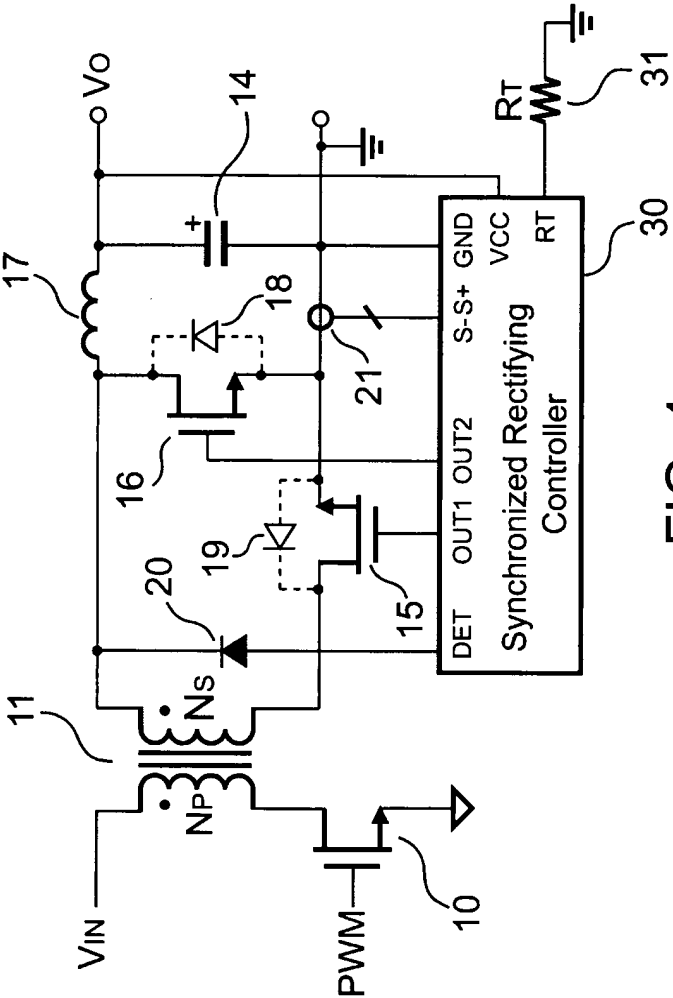 17
VO
11
20
18
14
+
VIN
NP
NS
16
19
21
PWM
10
15
DET
OUT1
OUT2
S-
S+
GND
VCC
RT
RT
31
Synchronized Rectifying
Controller
30